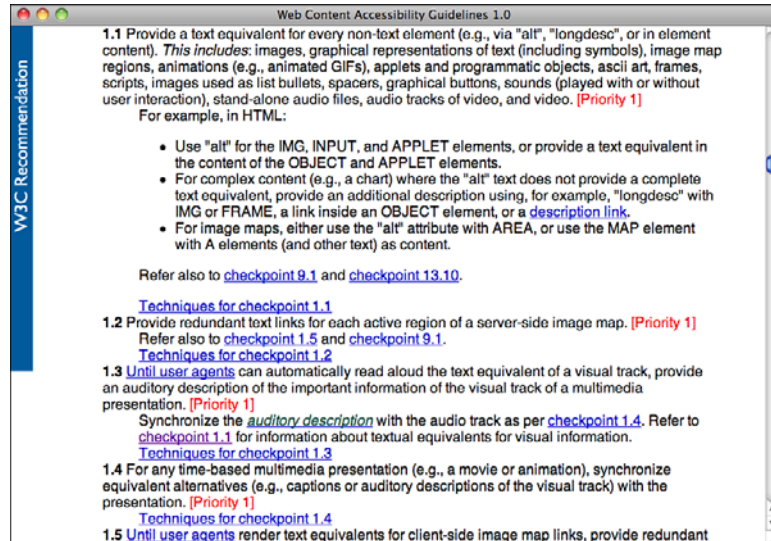 Web Content Accessibility Guidelines 1.0
W3C Recommendation
1.1 Provide a text equivalent for every non-text element (e.g., via "alt", "longdesc", or in element
content). This includes: images, graphical representations of text (including symbols), image map
regions, animations (e.g., animated GIFs), applets and programmatic objects, ascii art, frames,
scripts, images used as list bullets, spacers, graphical buttons, sounds (played with or without
user interaction), stand-alone audio files, audio tracks of video, and video. [Priority 1]
For example, in HTML:
• Use "alt" for the IMG, INPUT, and APPLET elements, or provide a text equivalent in
the content of the OBJECT and APPLET elements.
• For complex content (e.g., a chart) where the "alt" text does not provide a complete
text equivalent, provide an additional description using, for example, "longdesc" with
IMG or FRAME, a link inside an OBJECT element, or a description link.
• For image maps, either use the "alt" attribute with AREA, or use the MAP element
with A elements (and other text) as content.
Refer also to checkpoint 9.1 and checkpoint 13.10.
Techniques for checkpoint 1.1
1.2 Provide redundant text links for each active region of a server-side image map. [Priority 1]
Refer also to checkpoint 1.5 and checkpoint 9.1.
Techniques for checkpoint 1.2
1.3 Until user agents can automatically read aloud the text equivalent of a visual track, provide
an auditory description of the important information of the visual track of a multimedia
presentation. [Priority 1]
Synchronize the auditory description with the audio track as per checkpoint 1.4. Refer to
checkpoint 1.1 for information about textual equivalents for visual information.
Techniques for checkpoint 1.3
1.4 For any time-based multimedia presentation (e.g., a movie or animation), synchronize
equivalent alternatives (e.g., captions or auditory descriptions of the visual track) with the
presentation. [Priority 1]
Techniques for checkpoint 1.4
1.5 Until user agents render text equivalents for client-side image map links, provide redundant